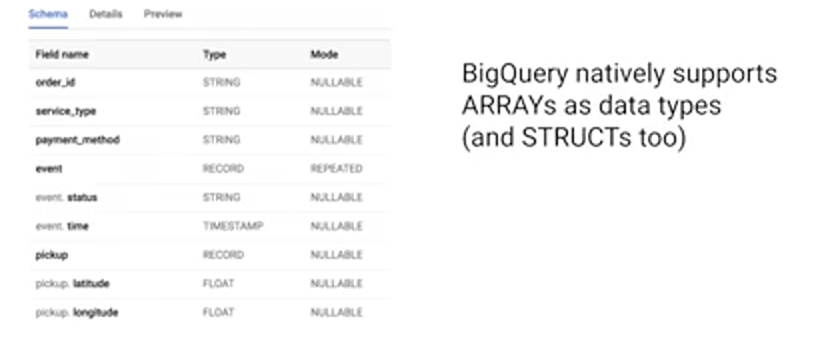 Schema Details Preview
Field name Type Mode
order_id STRING NULLABLE
service_type STRING NULLABLE
payment_method STRING NULLABLE
event RECORD REPEATED
event. status STRING NULLABLE
event. time TIMESTAMP NULLABLE
pickup RECORD NULLABLE
pickup. latitude FLOAT NULLABLE
pickup. longitude FLOAT NULLABLE
BigQuery natively supports
ARRAYs as data types
(and STRUCTs too)